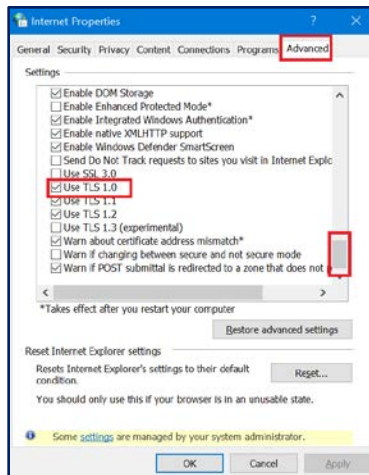 Internet Properties
General Security Privacy Content Connections Programs Advanced
Settings
Enable DOM Storage
Enable Enhanced Protected Mode*
Enable Integrated Windows Authentication*
Enable native XMLHTTP support
Enable Windows Defender SmartScreen
Send Do Not Track requests to sites you visit in Internet Explo
Use SSL 3.0
Use TLS 1.0
Use TLS 1.1
Use TLS 1.2
Use TLS 1.3 (experimental)
Warn about certificate address mismatch*
Warn if changing between secure and not secure mode
Warn if POST submittal is redirected to a zone that does not
*Takes effect after you restart your computer
Restore advanced settings
Reset Internet Explorer settings
Resets Internet Explorer's settings to their default
condition.
Reset...
You should only use this if your browser is in an unusable state.
Some settings are managed by your system administrator.
OK Cancel Apply